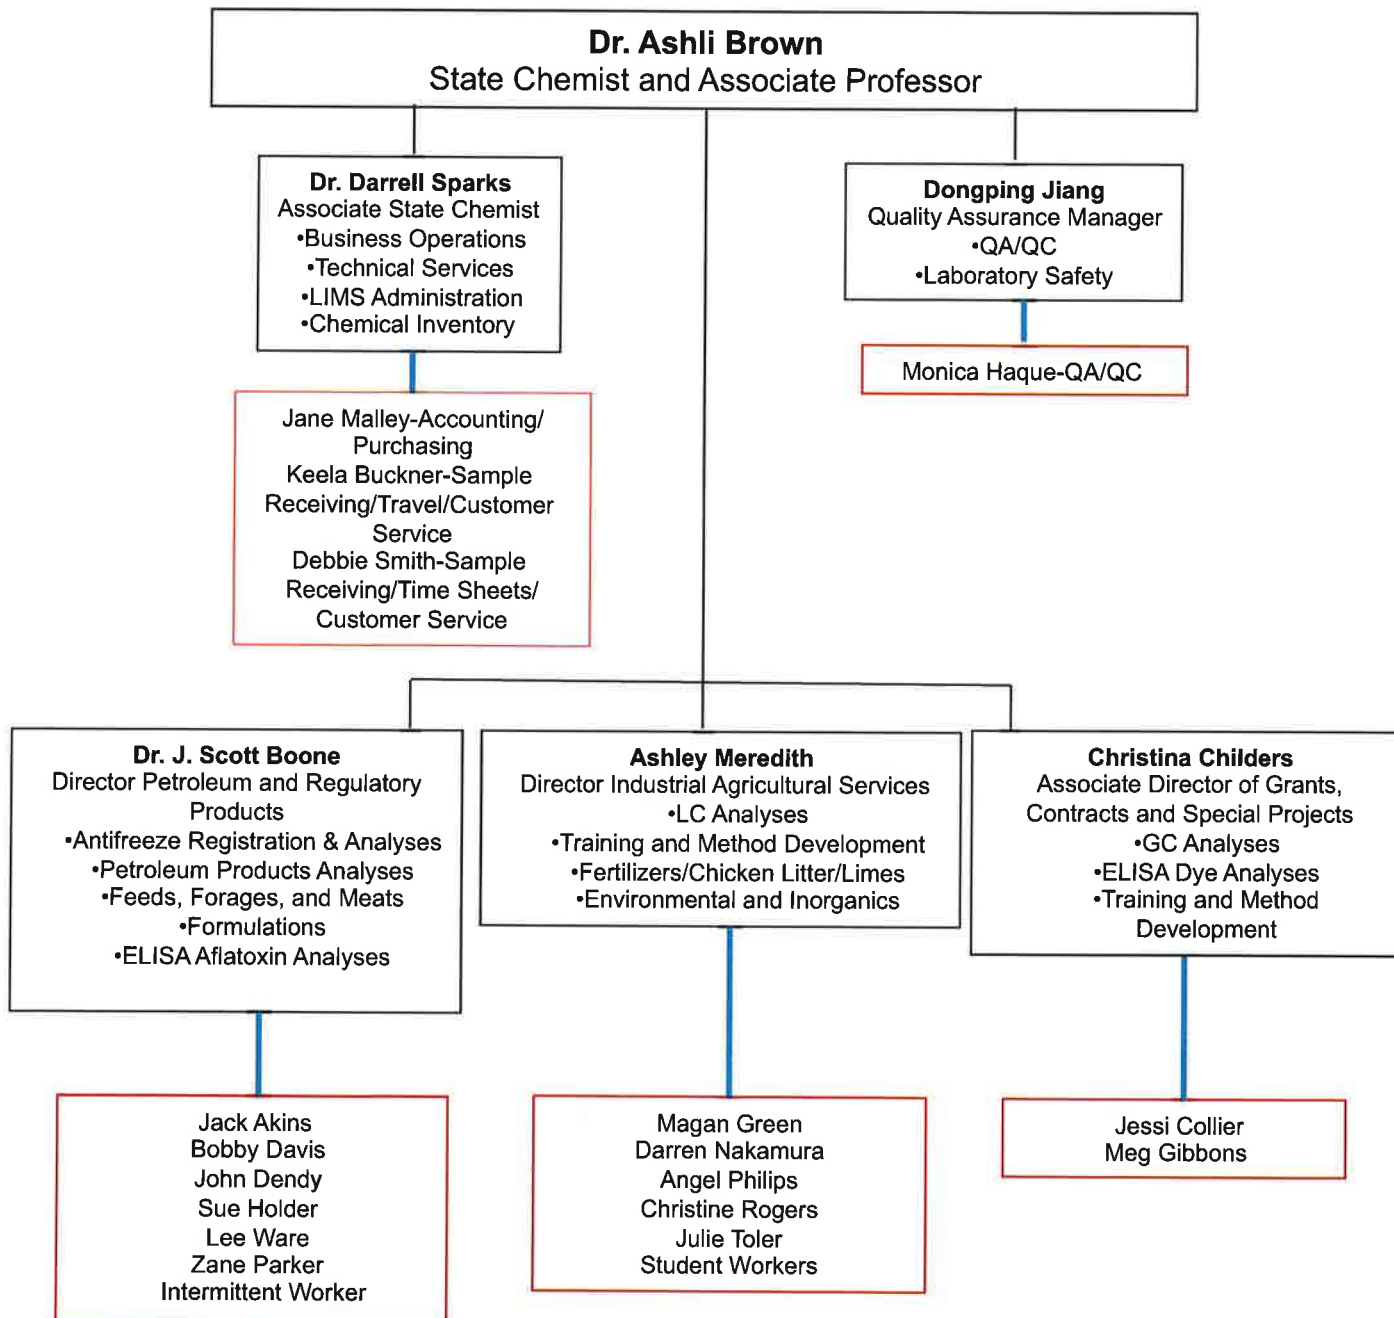 Dr. Ashli Brown
State Chemist and Associate Professor
Dr. Darrell Sparks
Associate State Chemist
•Business Operations
•Technical Services
•LIMS Administration
•Chemical Inventory
Dongping Jiang
Quality Assurance Manager
•QA/QC
•Laboratory Safety
Monica Haque-QA/QC
Jane Malley-Accounting/
Purchasing
Keela Buckner-Sample
Receiving/Travel/Customer
Service
Debbie Smith-Sample
Receiving/Time Sheets/
Customer Service
Dr. J. Scott Boone
Director Petroleum and Regulatory
Products
•Antifreeze Registration & Analyses
•Petroleum Products Analyses
•Feeds, Forages, and Meats
•Formulations
•ELISA Aflatoxin Analyses
Ashley Meredith
Director Industrial Agricultural Services
•LC Analyses
•Training and Method Development
•Fertilizers/Chicken Litter/Limes
•Environmental and Inorganics
Christina Childers
Associate Director of Grants,
Contracts and Special Projects
•GC Analyses
•ELISA Dye Analyses
•Training and Method
Development
Jack Akins
Bobby Davis
John Dendy
Sue Holder
Lee Ware
Zane Parker
Intermittent Worker
Magan Green
Darren Nakamura
Angel Philips
Christine Rogers
Julie Toler
Student Workers
Jessi Collier
Meg Gibbons